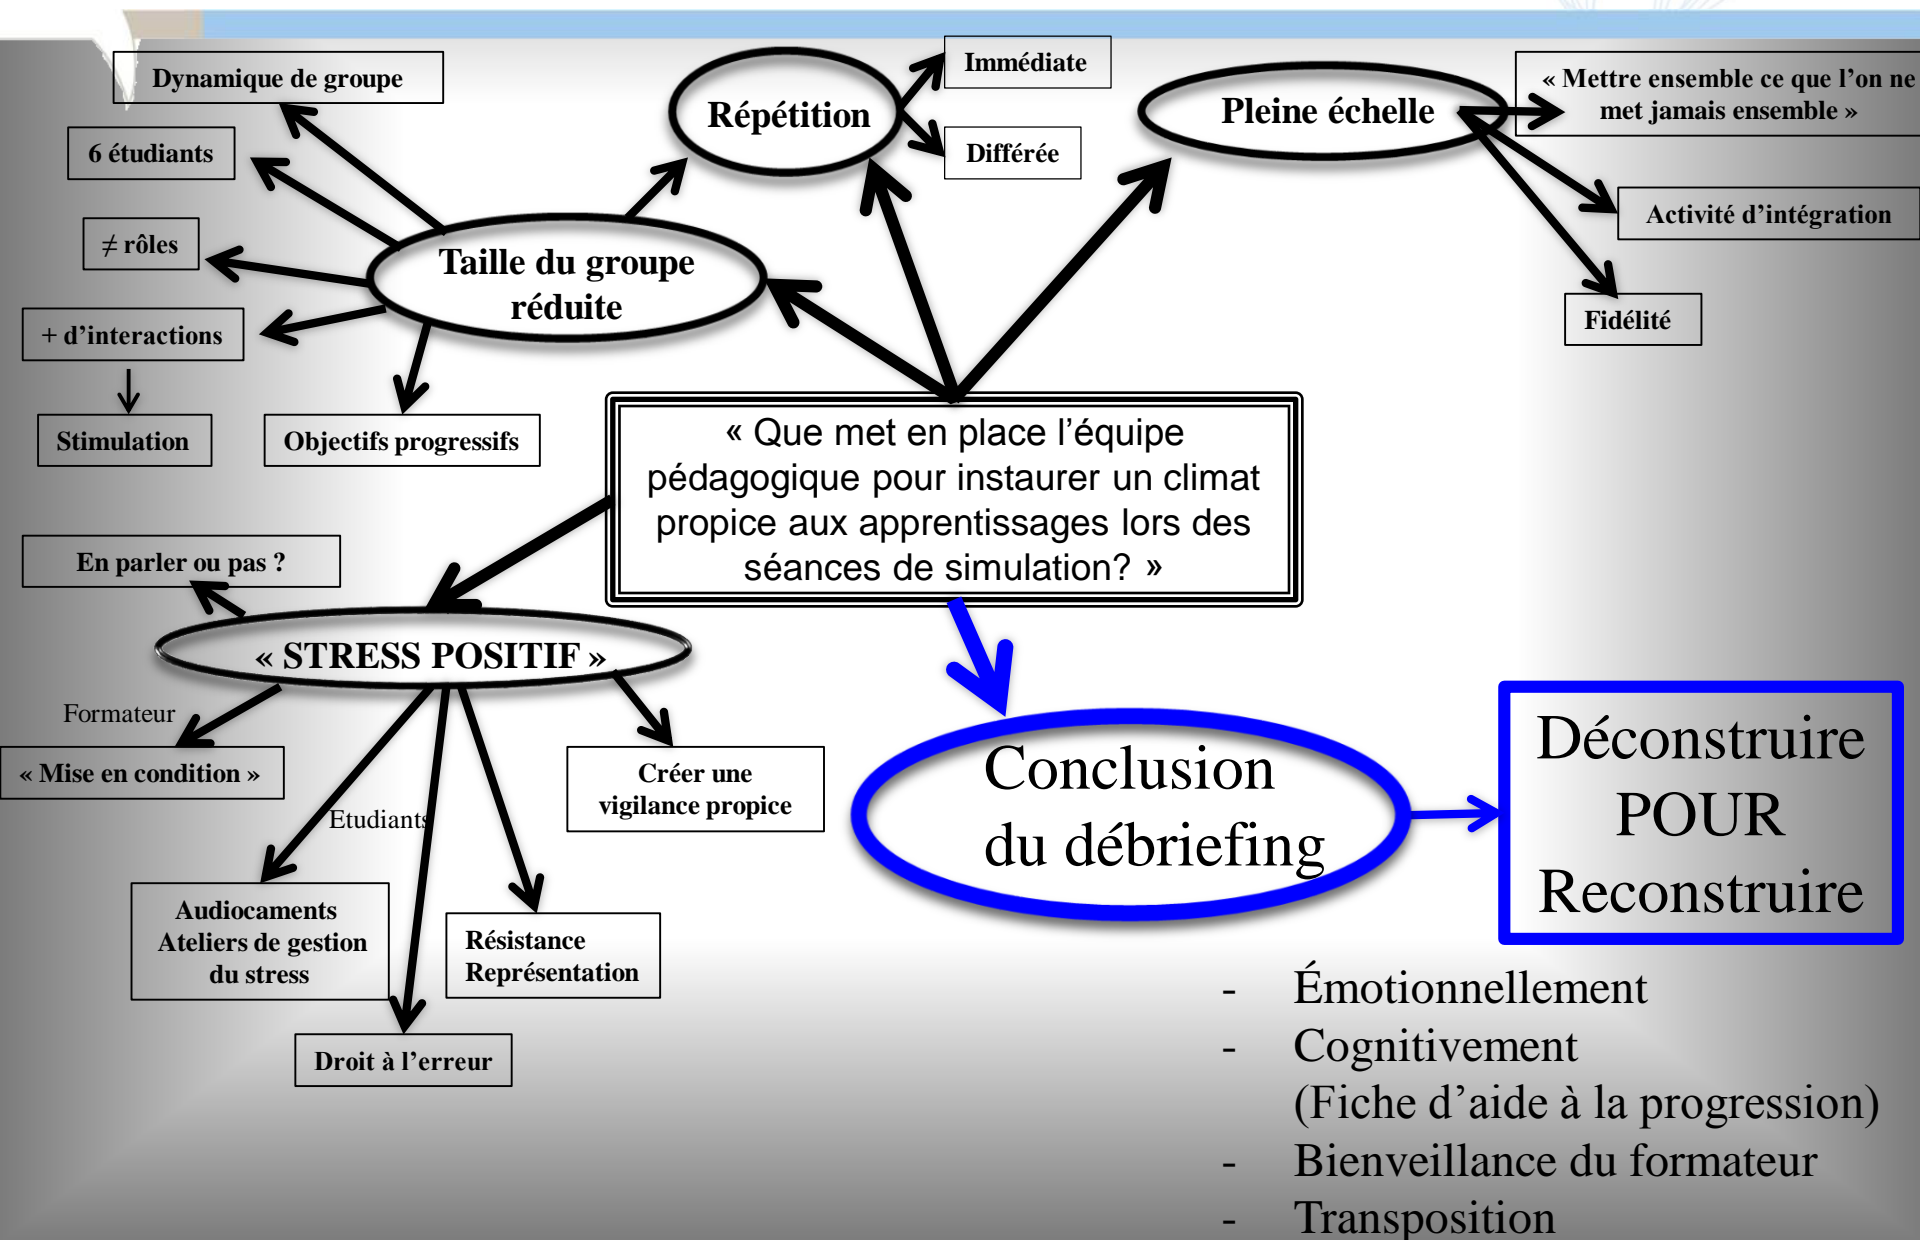 Dynamique de groupe
6 étudiants
≠ rôles
+ d’interactions
Stimulation
Objectifs progressifs
Taille du groupe
réduite
Répétition
Immédiate
Différée
Pleine échelle
« Mettre ensemble ce que l’on ne
met jamais ensemble »
Activité d’intégration
Fidélité
« Que met en place l’équipe
pédagogique pour instaurer un climat
propice aux apprentissages lors des
séances de simulation? »
En parler ou pas ?
« STRESS POSITIF »
Formateur
« Mise en condition »
Etudiants
Audiocaments
Ateliers de gestion
du stress
Droit à l’erreur
Résistance
Représentation
Créer une
vigilance propice
Conclusion
du débriefing
Déconstruire
POUR
Reconstruire
- Émotionnellement
- Cognitivement
(Fiche d’aide à la progression)
- Bienveillance du formateur
- Transposition